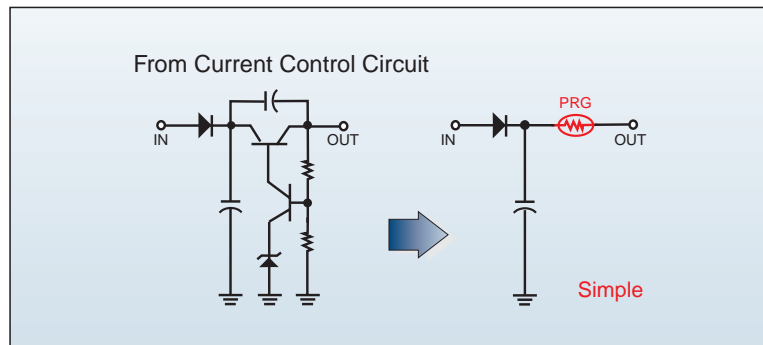 From Current Control Circuit
IN
OUT
PRG
IN
OUT
Simple